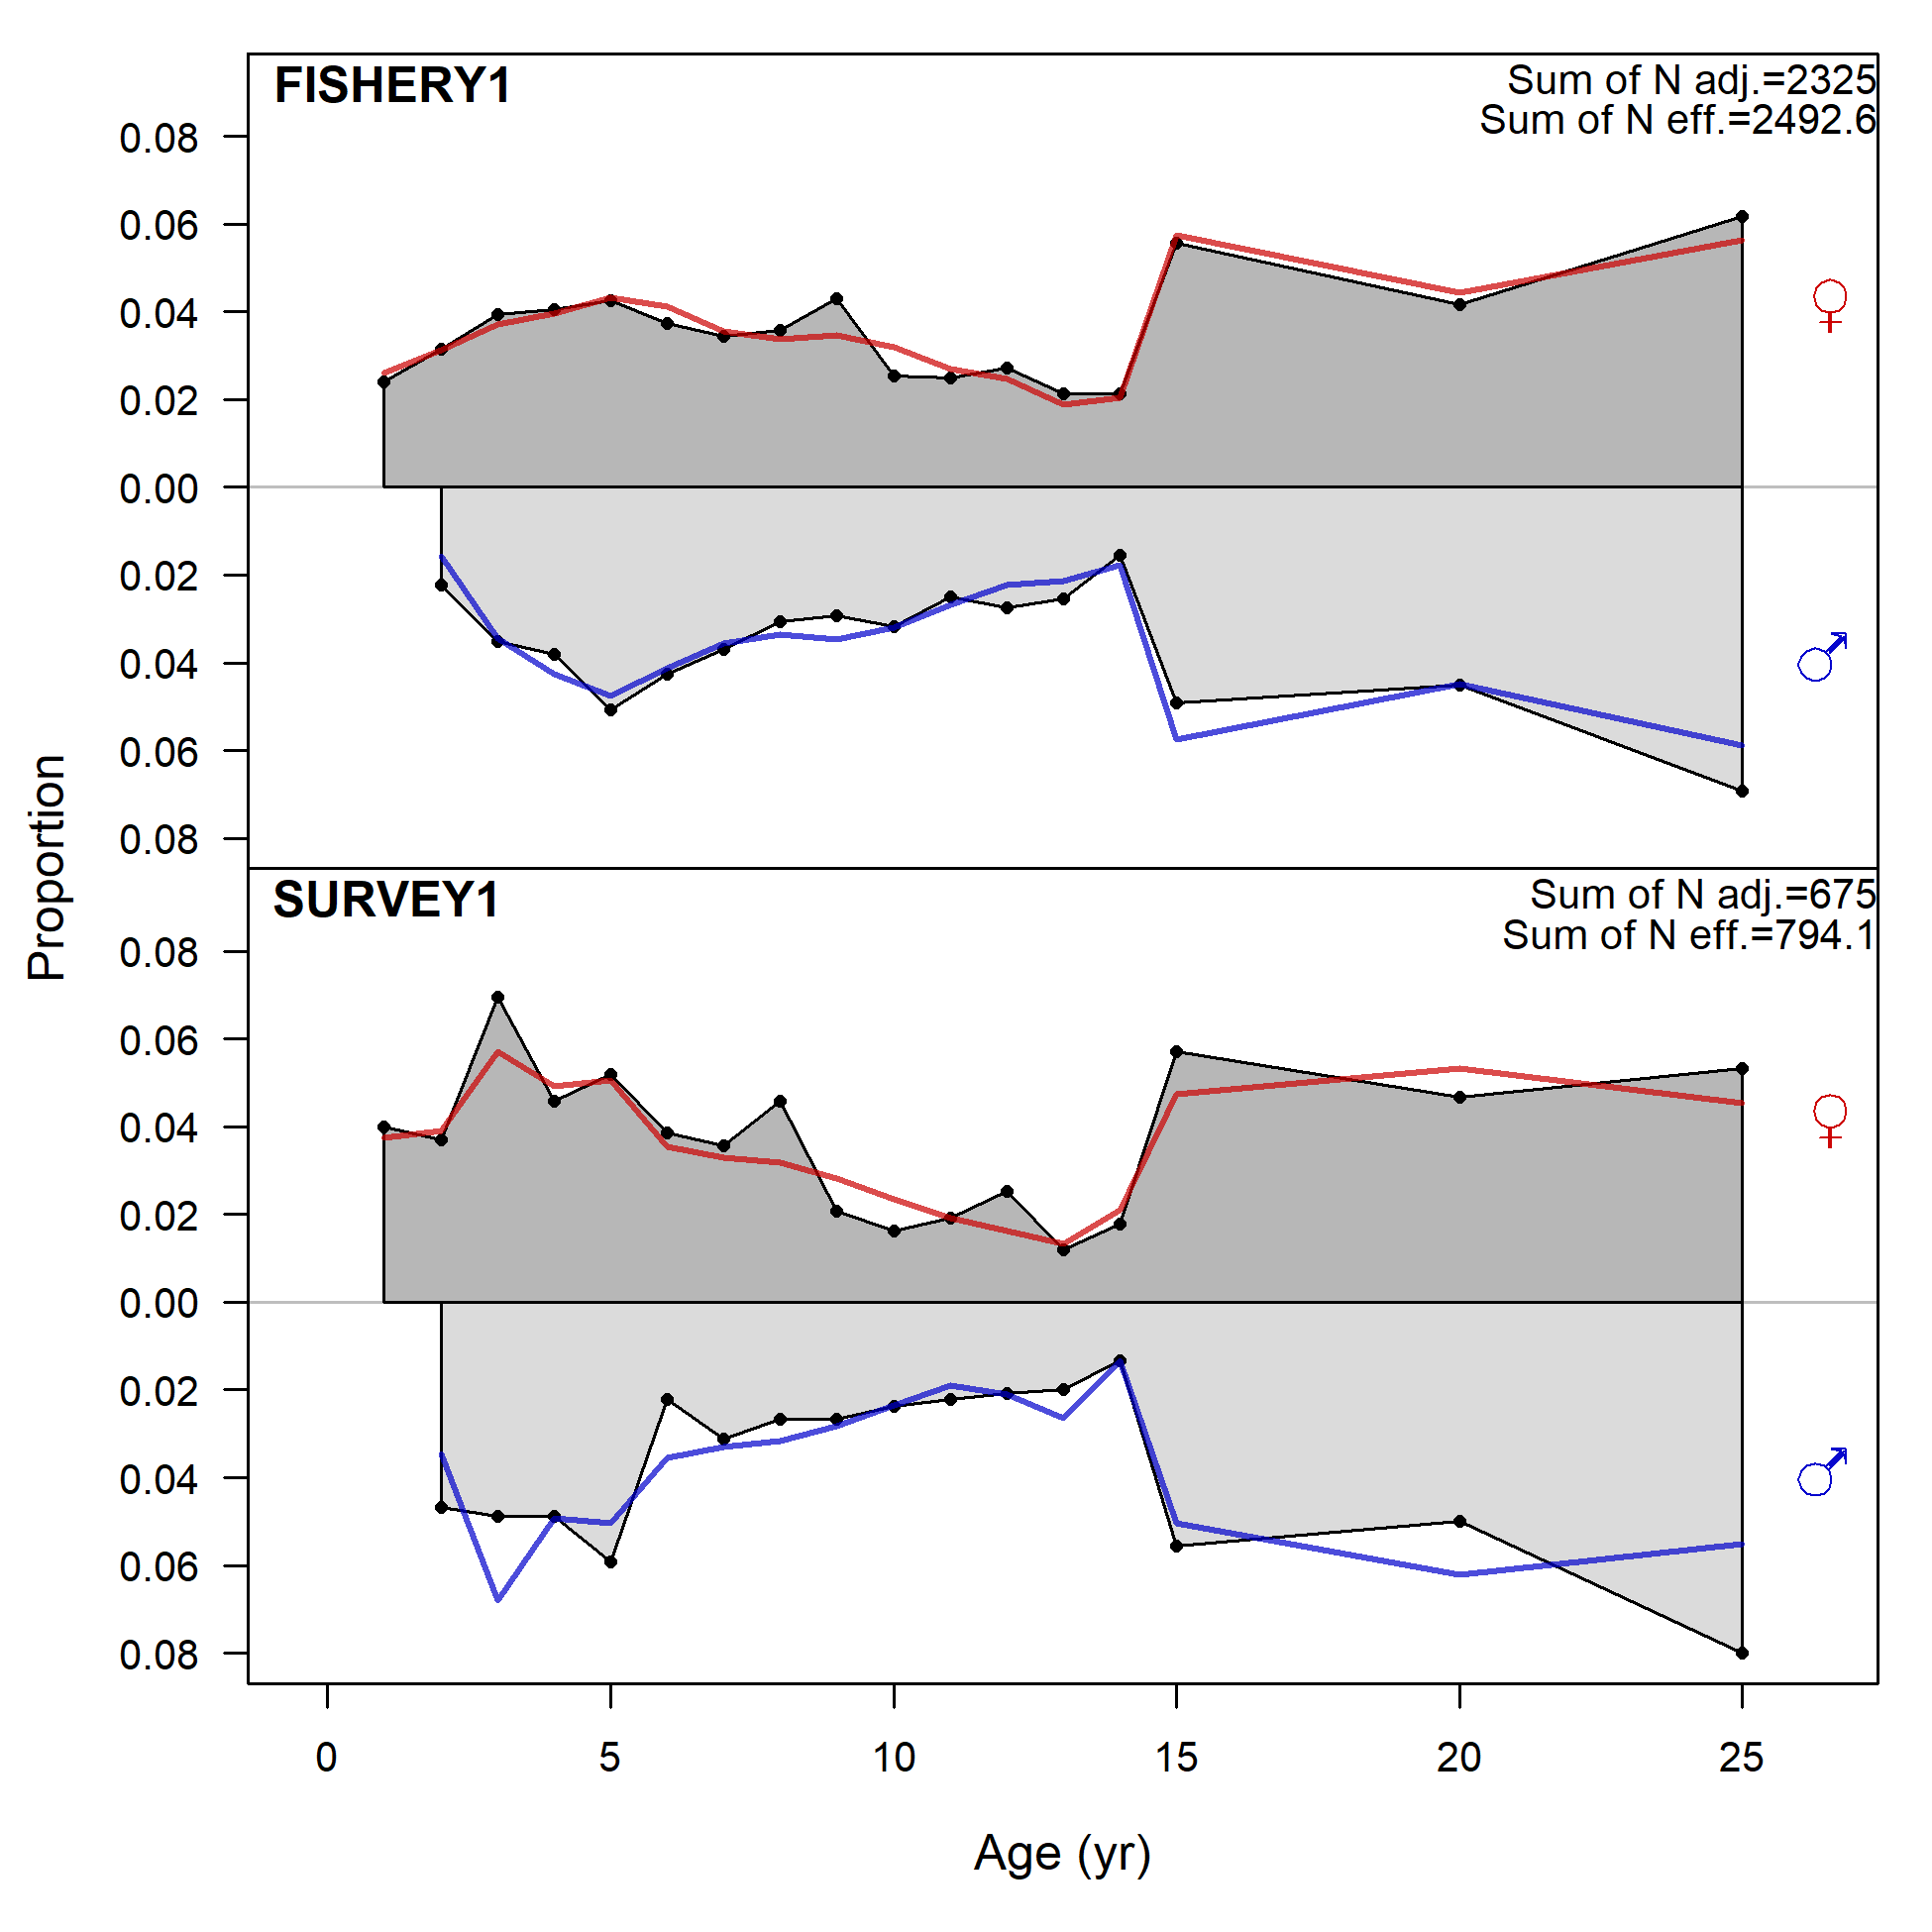 FISHERY1
Sum of N adj.=2325
Sum of N eff.=2492.6
0.08
0.06
0.04
0.02
0.00
0.02
0.04
0.06
0.08
♀
♂
SURVEY1
Sum of N adj.=675
Sum of N eff.=794.1
0.08
0.06
0.04
0.02
0.00
0.02
0.04
0.06
0.08
♀
♂
Proportion
0 5 10 15 20 25
Age (yr)